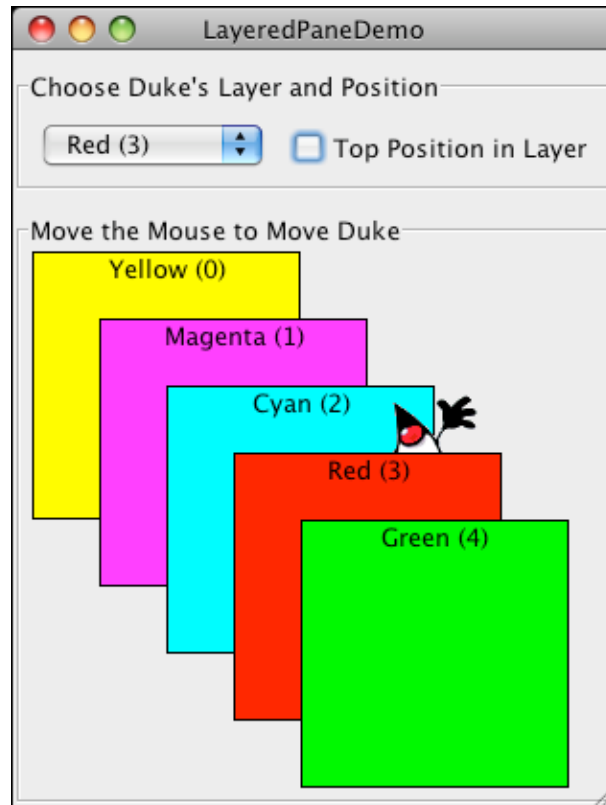 LayeredPaneDemo
Choose Duke's Layer and Position
Red (3)
Top Position in Layer
Move the Mouse to Move Duke
Yellow (0)
Magenta (1)
Cyan (2)
Red (3)
Green (4)